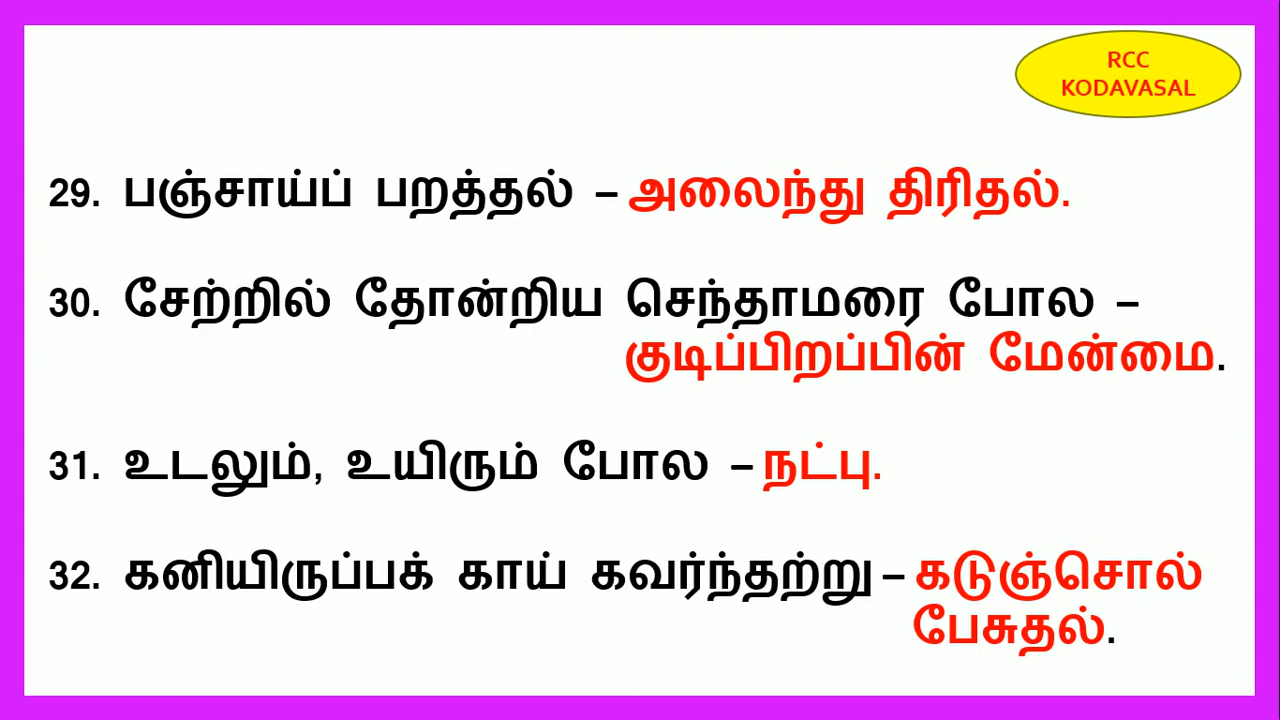 RCC
KODAVASAL
29. பஞ்சாய்ப் பறத்தல் – அலைந்து திரிதல்.
30. சேற்றில் தோன்றிய செந்தாமரை போல –
குடிப்பிறப்பின் மேன்மை.
31. உடலும், உயிரும் போல – நட்பு.
32. கனியிருப்பக் காய் கவர்ந்தற்று – கடுஞ்சொல்
பேசுதல்.